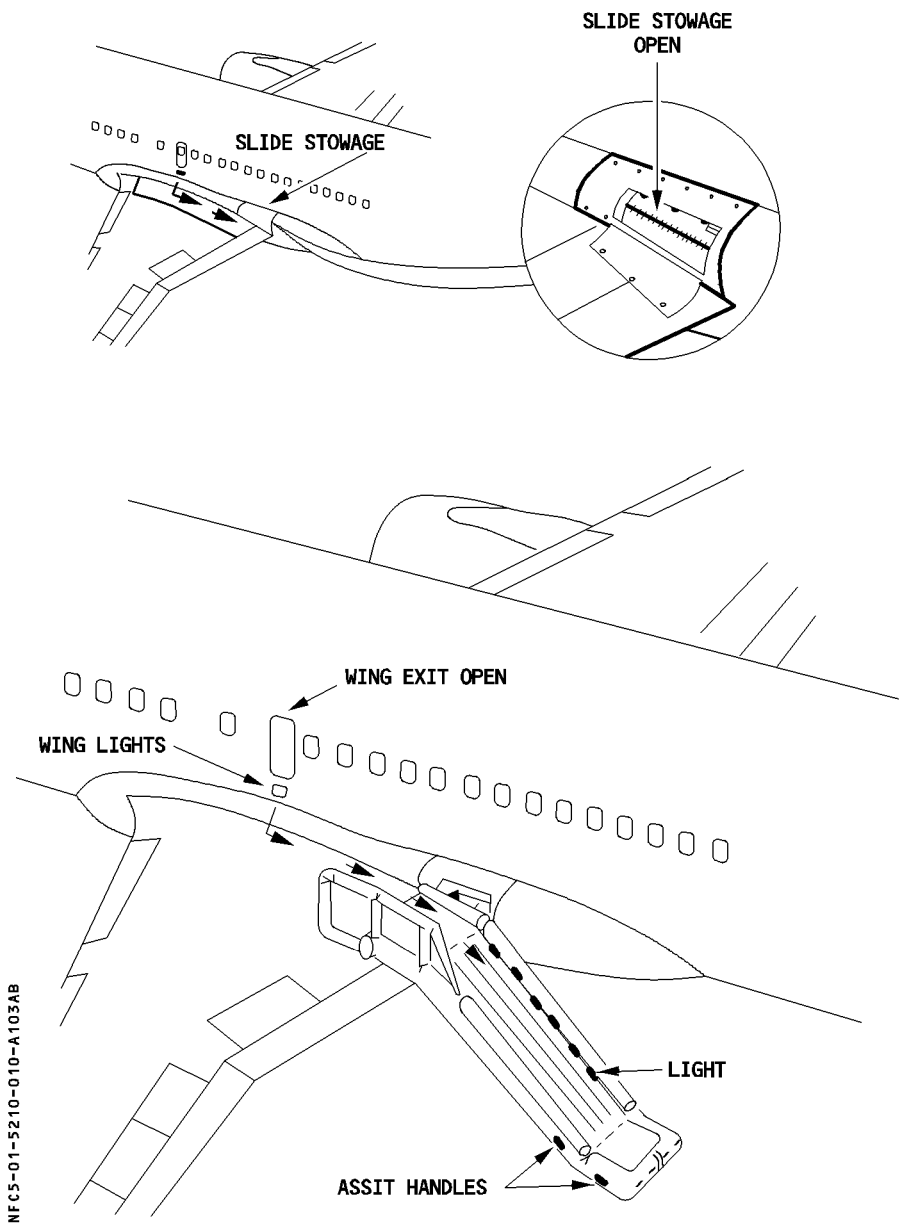 SLIDE STOWAGE
OPEN
SLIDE STOWAGE
WING EXIT OPEN
WING LIGHTS
LIGHT
ASSIT HANDLES
NFC5-01-5210-010-A103AB